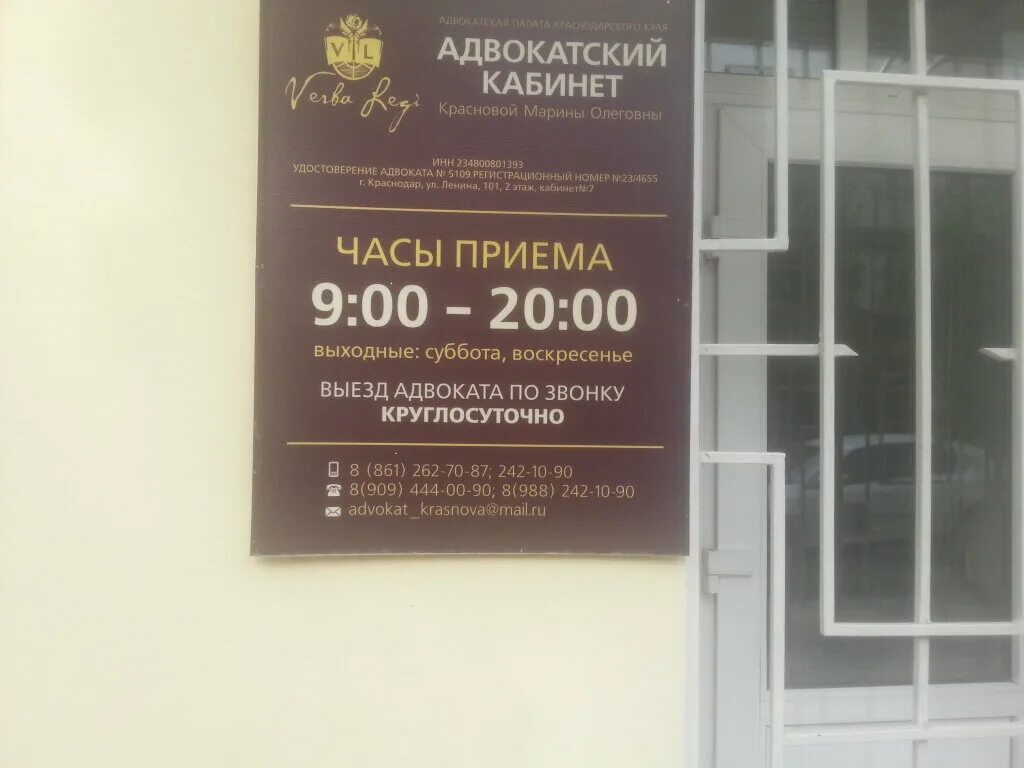 АДВОКАТСКАЯ ПАЛАТА КРАСНОДАРСКОГО КРАЯ
АДВОКАТСКИЙ
КАБИНЕТ
Красновой Марины Олеговны
VL
Verba Legi
ИНН 234800801393
УДОСТОВЕРЕНИЕ АДВОКАТА № 5109 РЕГИСТРАЦИОННЫЙ НОМЕР №23/4655
г. Краснодар, ул. Ленина, 101, 2 этаж, кабинет№7
ЧАСЫ ПРИЕМА
9:00 – 20:00
выходные: суббота, воскресенье
ВЫЕЗД АДВОКАТА ПО ЗВОНКУ
КРУГЛОСУТОЧНО
8 (861) 262-70-87; 242-10-90
8(909) 444-00-90; 8(988) 242-10-90
advokat_krasnova@mail.ru